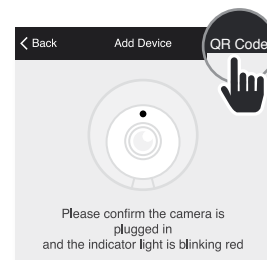 Back Add Device QR Code
Please confirm the camera is
plugged in
and the indicator light is blinking red